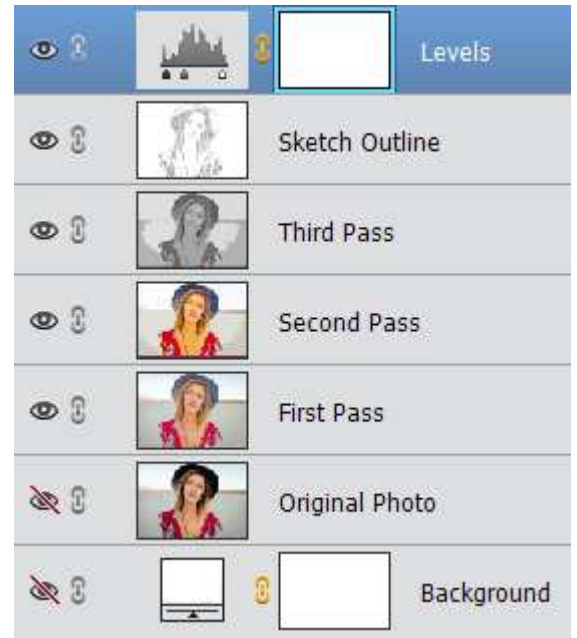 Levels
Sketch Outline
Third Pass
Second Pass
First Pass
Original Photo
Background